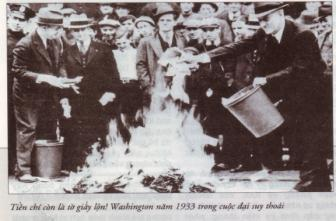 Tiền chỉ còn là tờ giấy lộn! Washington năm 1933 trong cuộc đại suy thoái